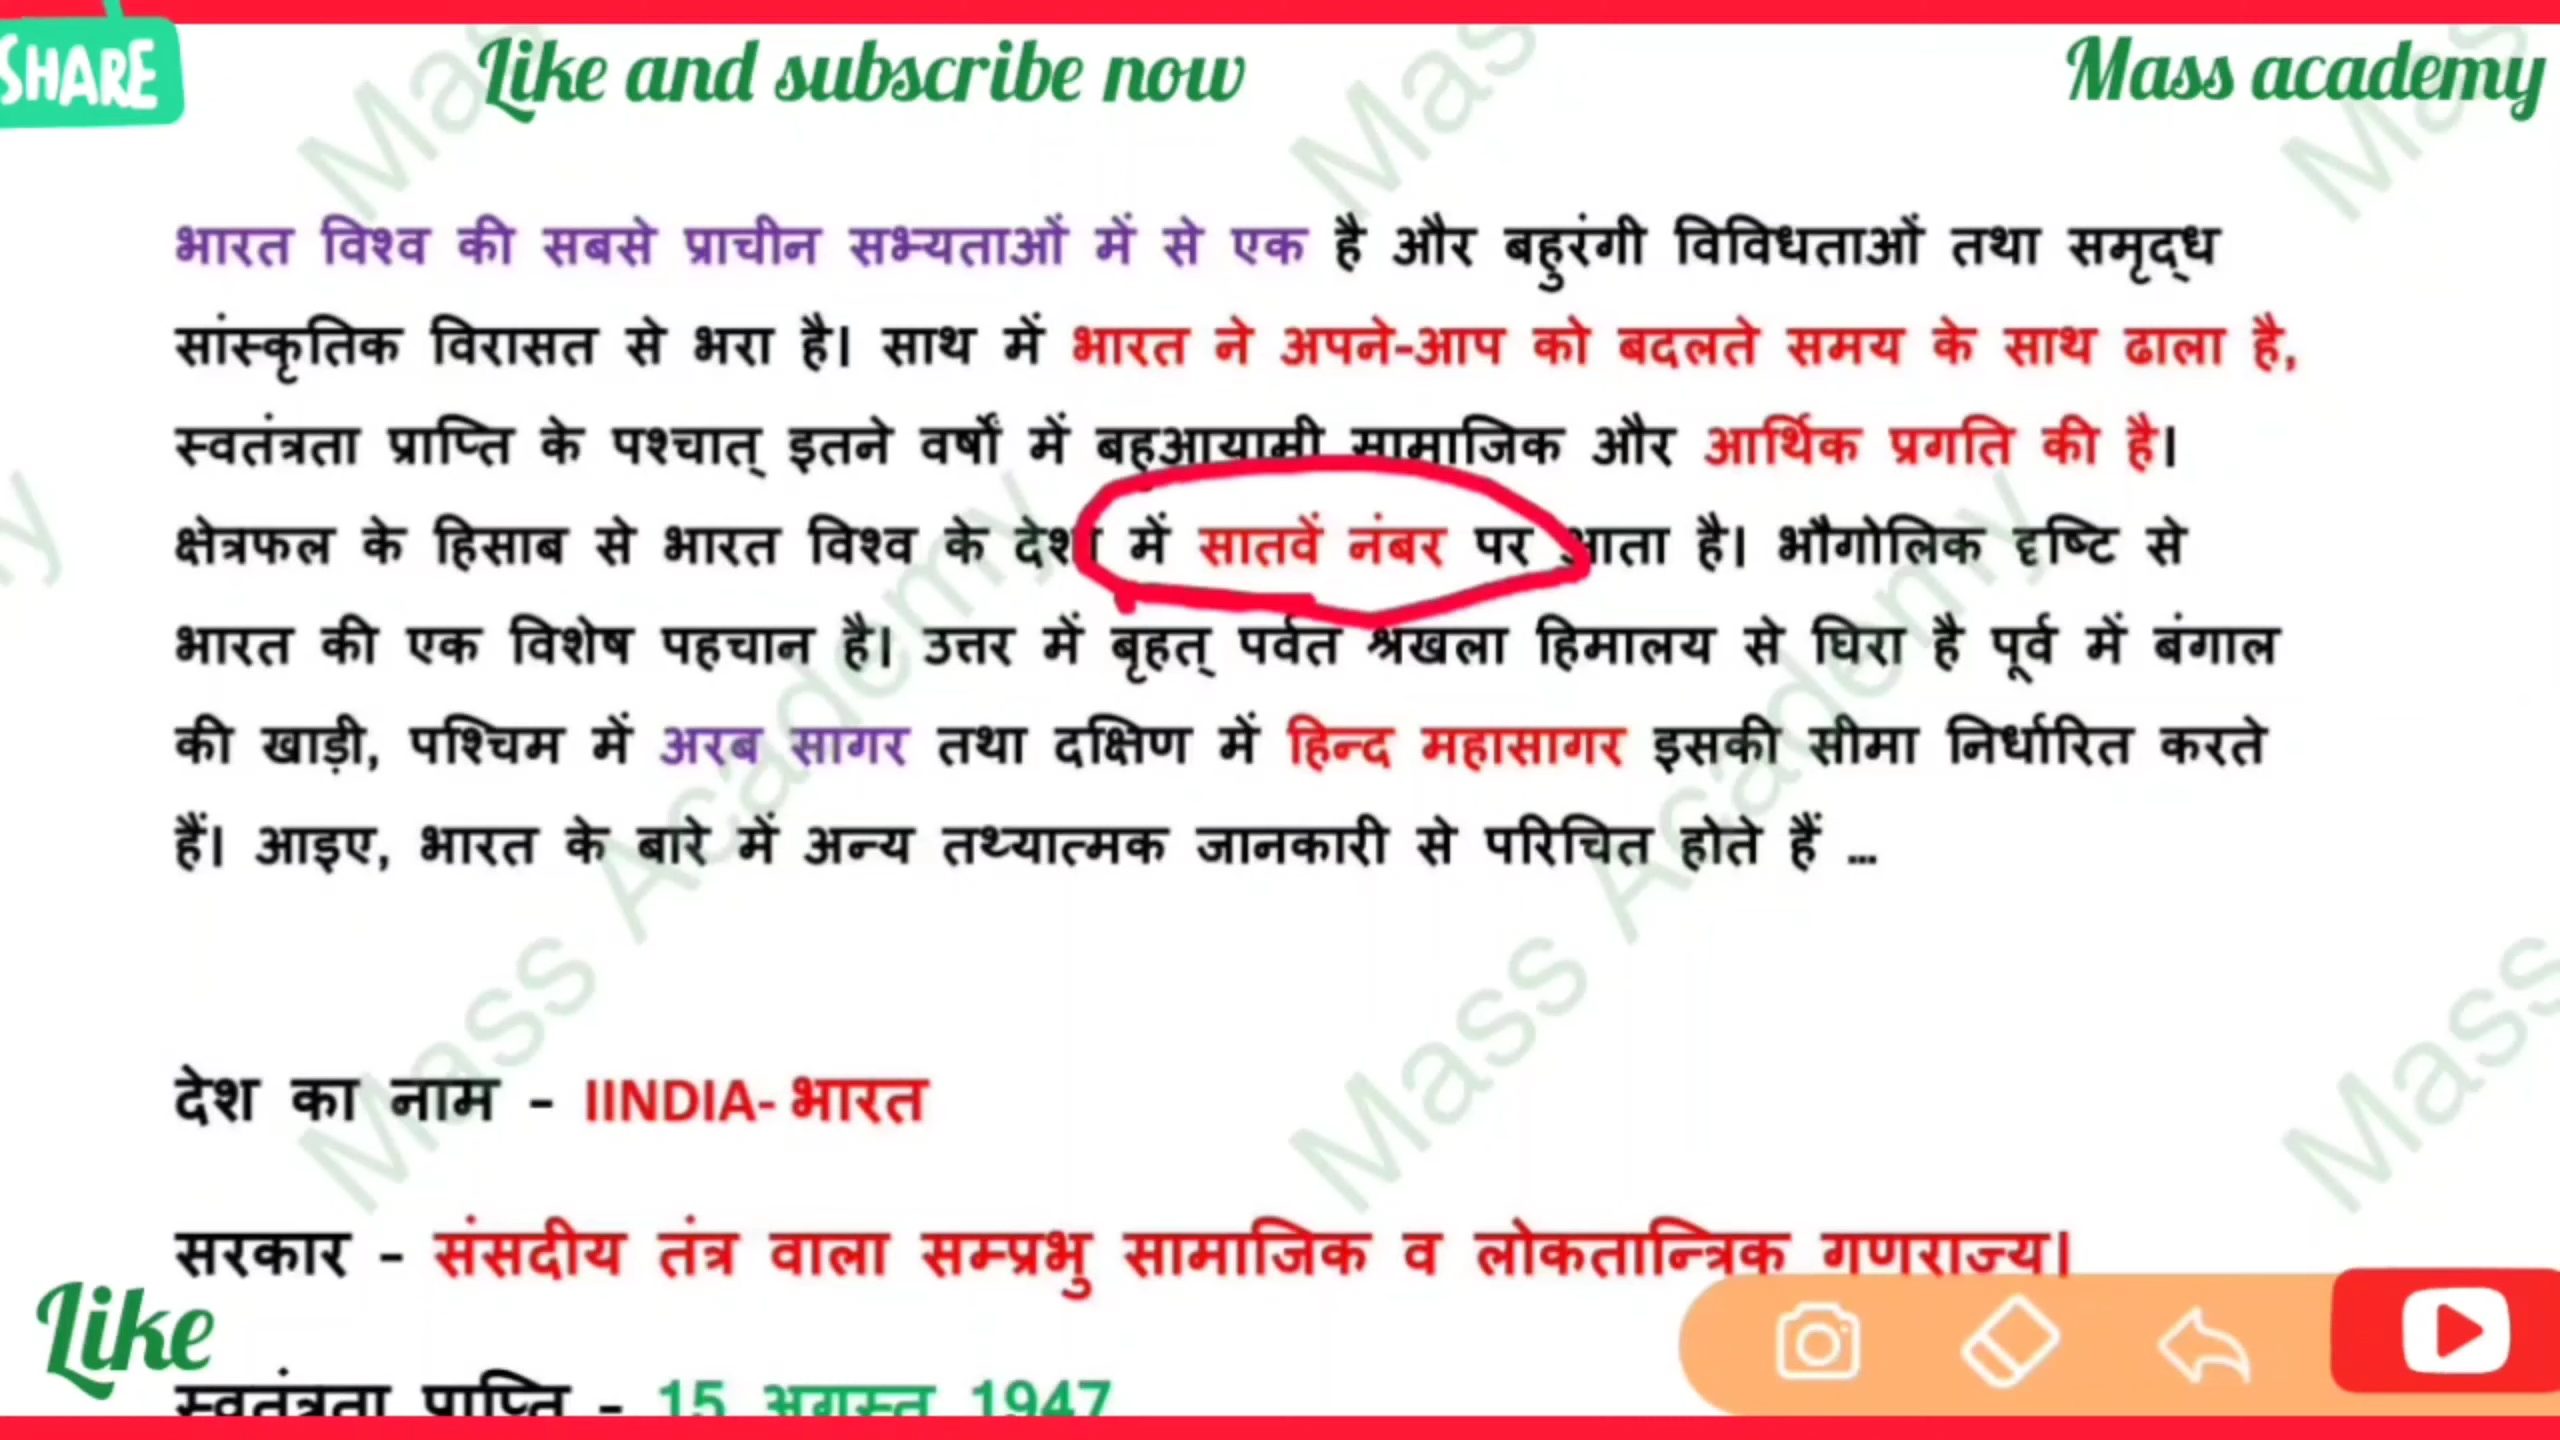 SHARE
Like and subscribe now
Mass academy
भारत विश्व की सबसे प्राचीन सभ्यताओं में से एक है और बहुरंगी विविधताओं तथा समृद्ध
सांस्कृतिक विरासत से भरा है। साथ में भारत ने अपने-आप को बदलते समय के साथ ढाला है,
स्वतंत्रता प्राप्ति के पश्चात् इतने वर्षों में बहुआयामी सामाजिक और आर्थिक प्रगति की है।
क्षेत्रफल के हिसाब से भारत विश्व के देश में सातवें नंबर पर आता है। भौगोलिक दृष्टि से
भारत की एक विशेष पहचान है। उत्तर में बृहत् पर्वत श्रखला हिमालय से घिरा है पूर्व में बंगाल
की खाड़ी, पश्चिम में अरब सागर तथा दक्षिण में हिन्द महासागर इसकी सीमा निर्धारित करते
हैं। आइए, भारत के बारे में अन्य तथ्यात्मक जानकारी से परिचित होते हैं ...
देश का नाम – IINDIA- भारत
सरकार – संसदीय तंत्र वाला सम्प्रभु सामाजिक व लोकतान्त्रिक गणराज्य।
Like
स्वतंत्रता प्राप्ति – 15 अगस्त 1947
Mass Academy
Mass Academy